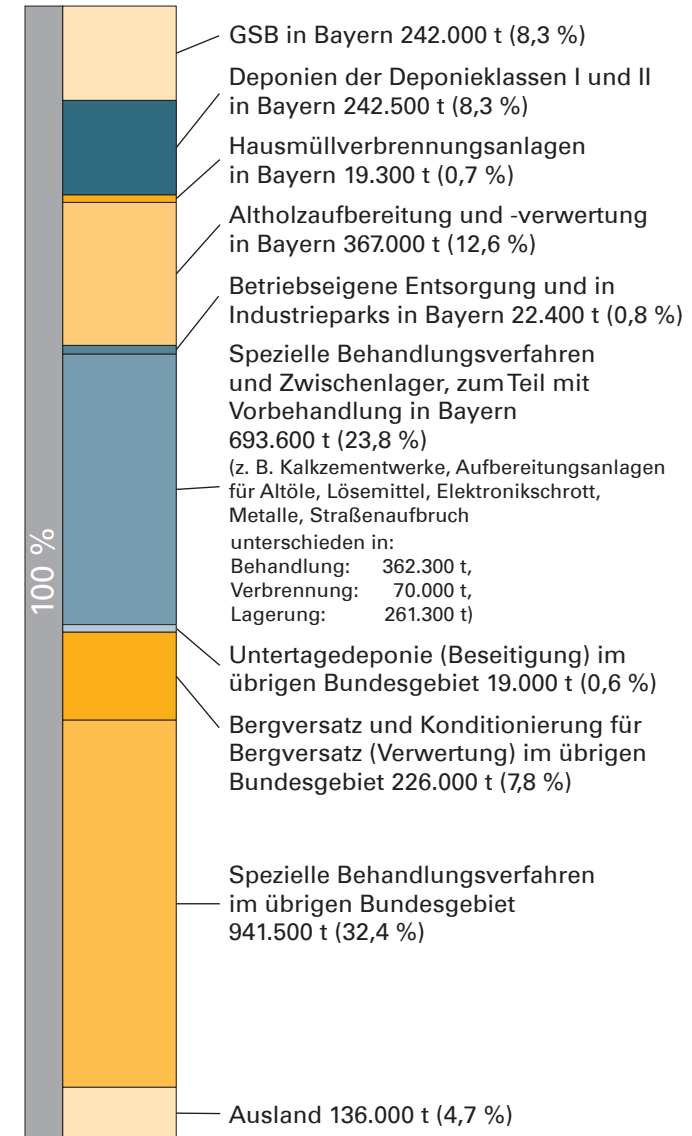 GSB in Bayern 242.000 t (8,3 %)
Deponien der Deponieklassen I und II
in Bayern 242.500 t (8,3 %)
Hausmüllverbrennungsanlagen
in Bayern 19.300 t (0,7 %)
Altholzaufbereitung und -verwertung
in Bayern 367.000 t (12,6 %)
Betriebseigene Entsorgung und in
Industrieparks in Bayern 22.400 t (0,8 %)
Spezielle Behandlungsverfahren
und Zwischenlager, zum Teil mit
Vorbehandlung in Bayern
693.600 t (23,8 %)
(z. B. Kalkzementwerke, Aufbereitungsanlagen
für Altöle, Lösemittel, Elektronikschrott,
Metalle, Straßenaufbruch
unterschieden in:
Behandlung: 362.300 t,
Verbrennung: 70.000 t,
Lagerung: 261.300 t)
100 %
Untertagedeponie (Beseitigung) im
übrigen Bundesgebiet 19.000 t (0,6 %)
Bergversatz und Konditionierung für
Bergversatz (Verwertung) im übrigen
Bundesgebiet 226.000 t (7,8 %)
Spezielle Behandlungsverfahren
im übrigen Bundesgebiet
941.500 t (32,4 %)
Ausland 136.000 t (4,7 %)